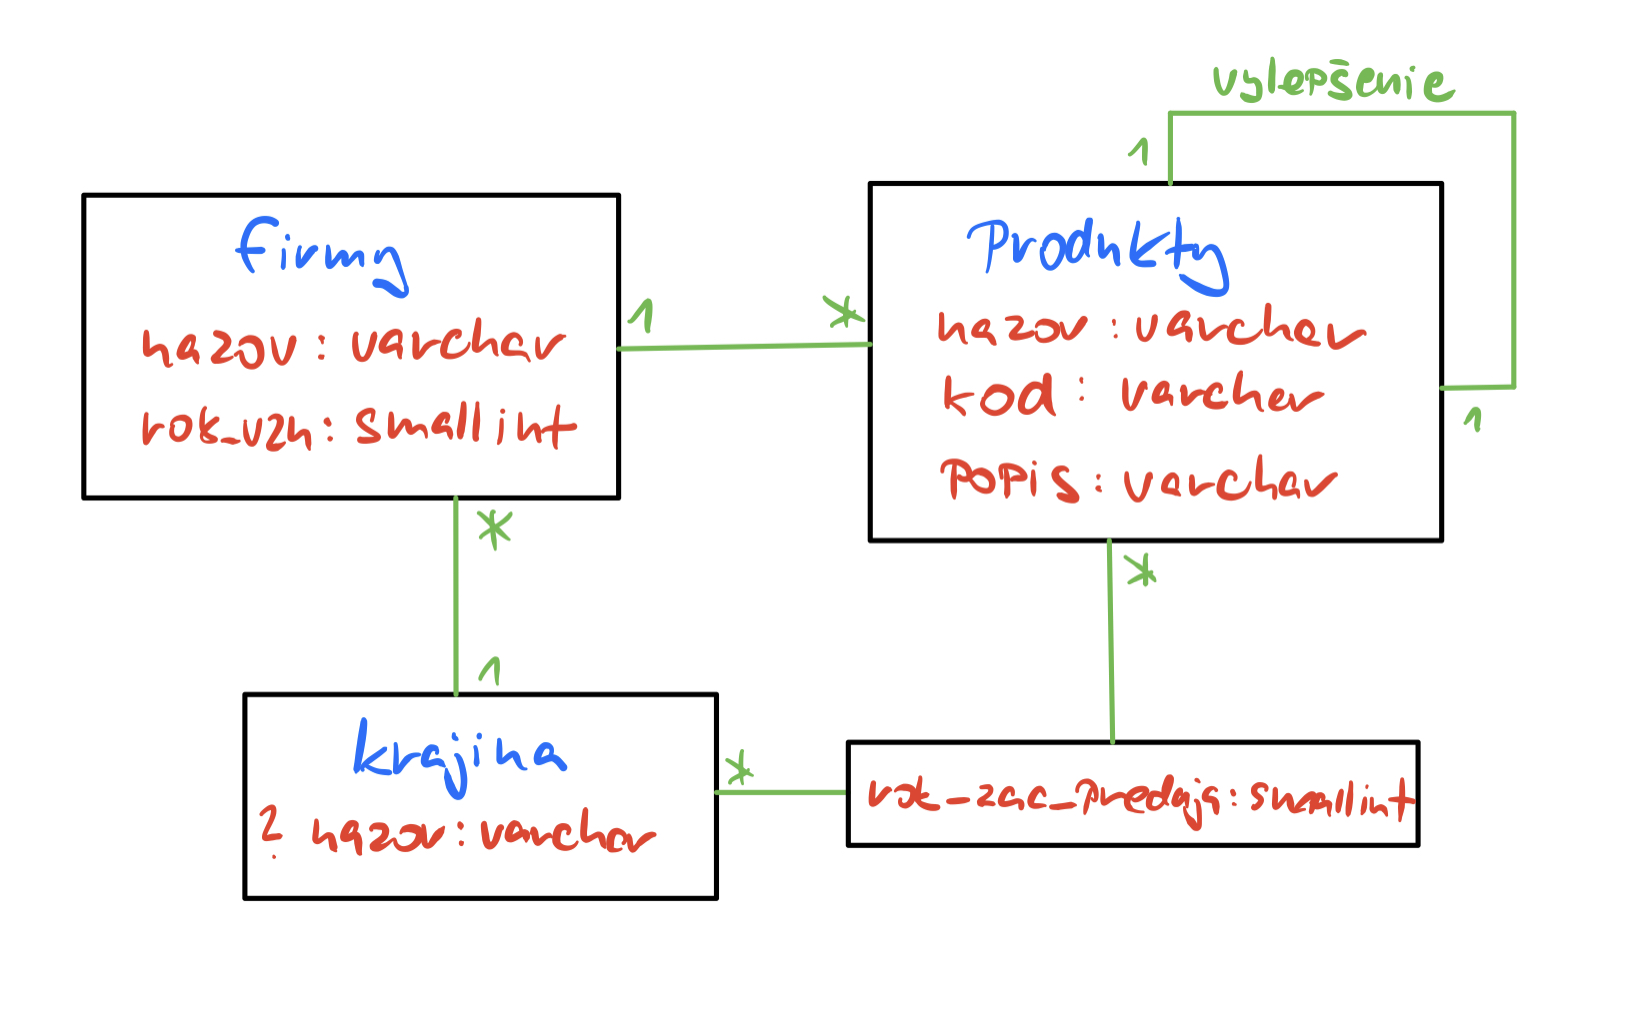 vylepšenie
1
firmy
nazov : varchar
rok_vzn : smallint
1
*
Produkty
nazov : varchar
kod : varchar
popis : varchar
1
*
1
*
krajina
? nazov : varchar
*
rok_zac_predaja : smallint